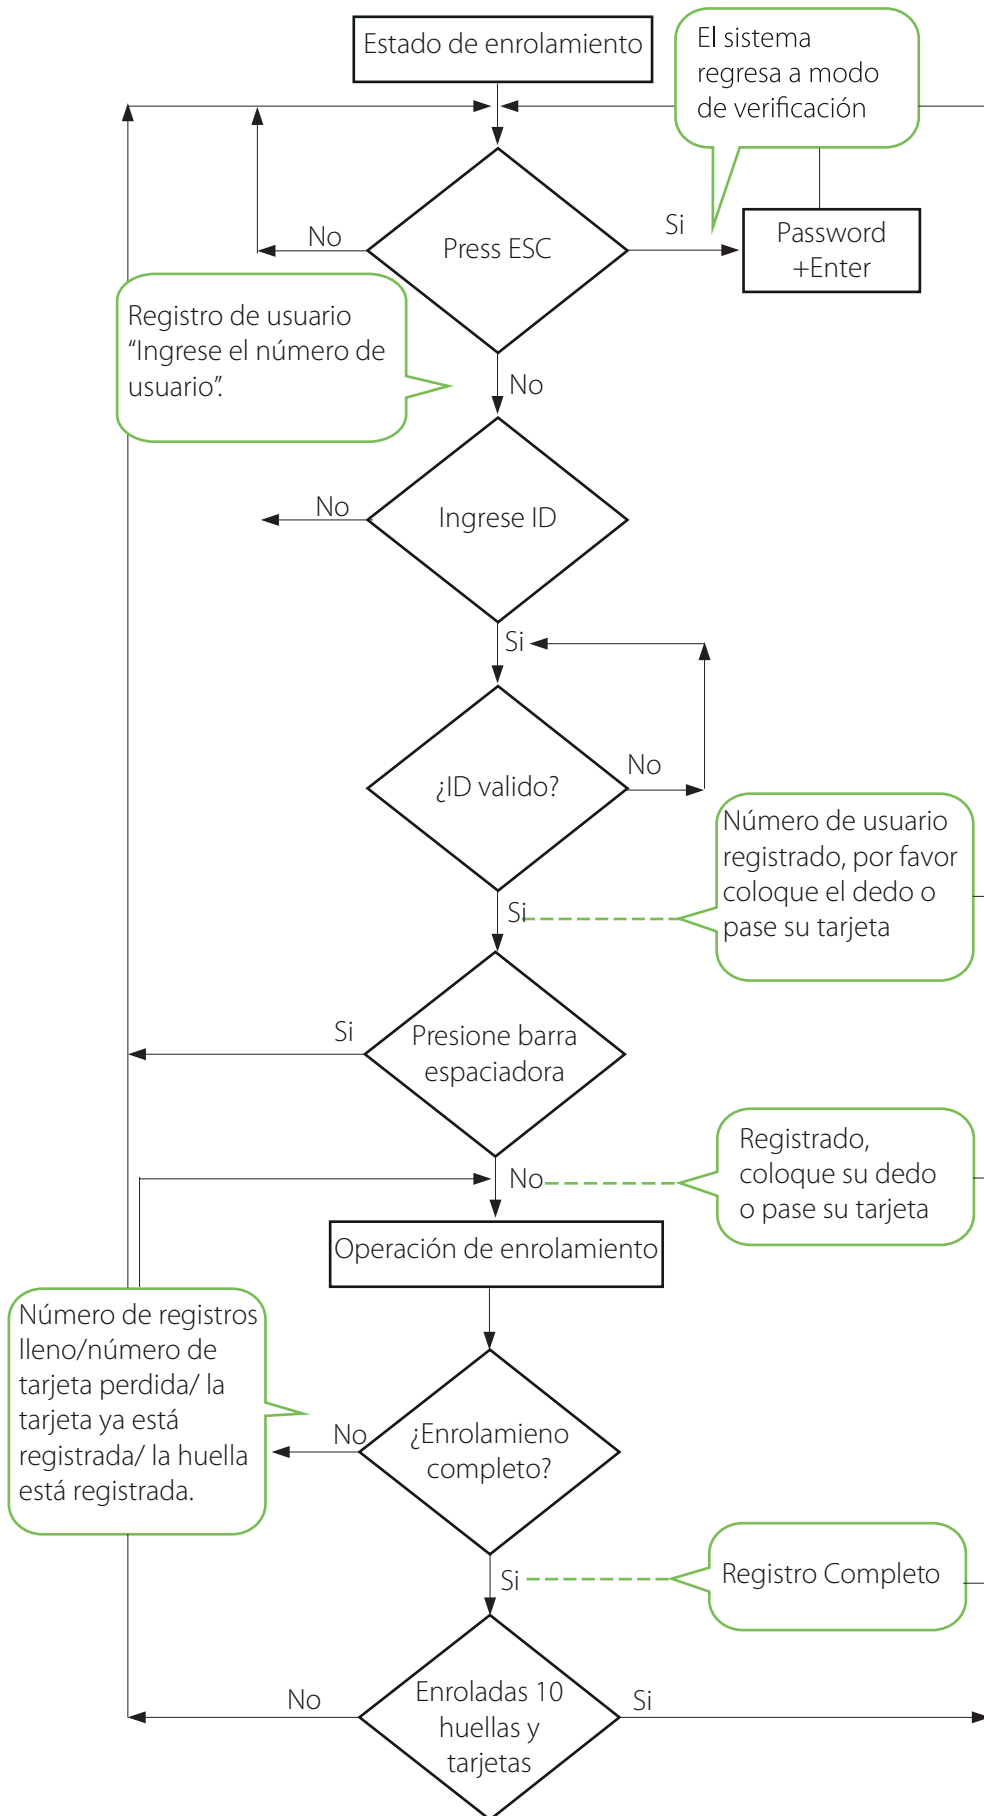 Estado de enrolamiento
El sistema
regresa a modo
de verificación
No
Press ESC
Si
Password
+Enter
Registro de usuario
“Ingrese el número de
usuario”.
No
No
Ingrese ID
Si
¿ID valido?
No
Número de usuario
registrado, por favor
coloque el dedo o
pase su tarjeta
Si
Si
Presione barra
espaciadora
No
Registrado,
coloque su dedo
o pase su tarjeta
Operación de enrolamiento
Número de registros
lleno/número de
tarjeta perdida/ la
tarjeta ya está
registrada/ la huella
está registrada.
No
¿Enrolamieno
completo?
Si
Registro Completo
No
Enroladas 10
huellas y
tarjetas
Si